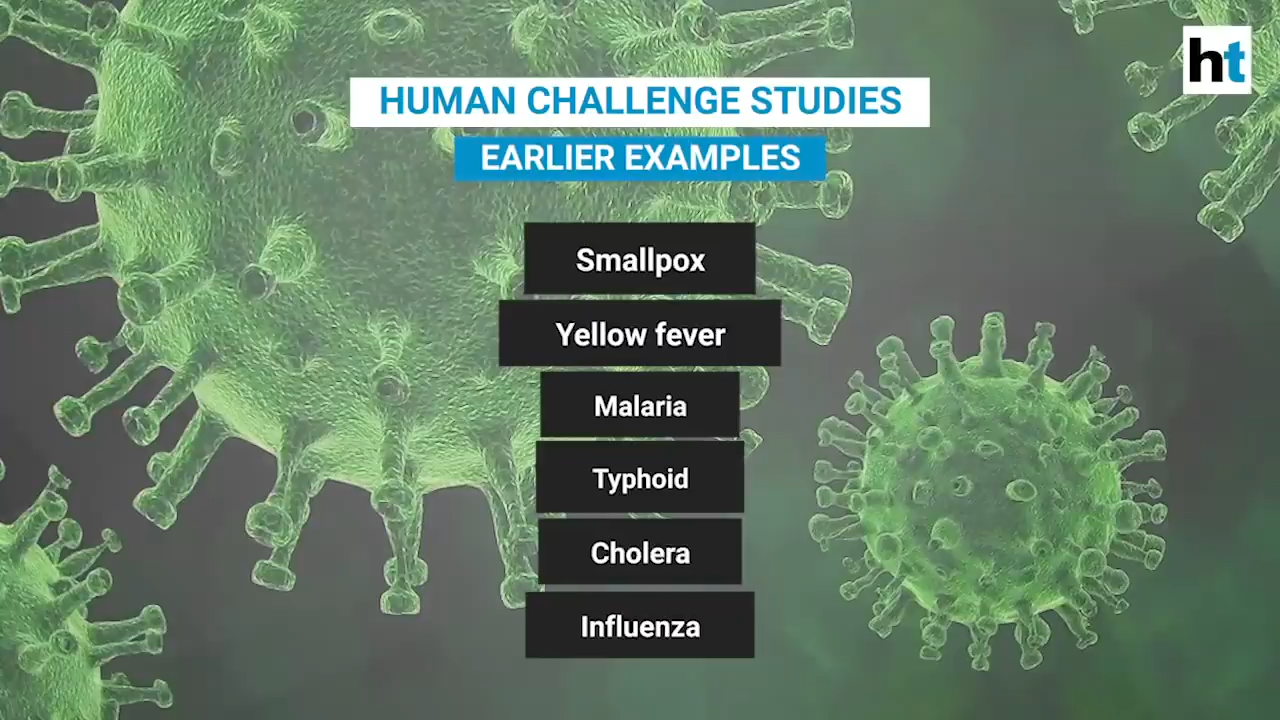 ht
HUMAN CHALLENGE STUDIES
EARLIER EXAMPLES
Smallpox
Yellow fever
Malaria
Typhoid
Cholera
Influenza